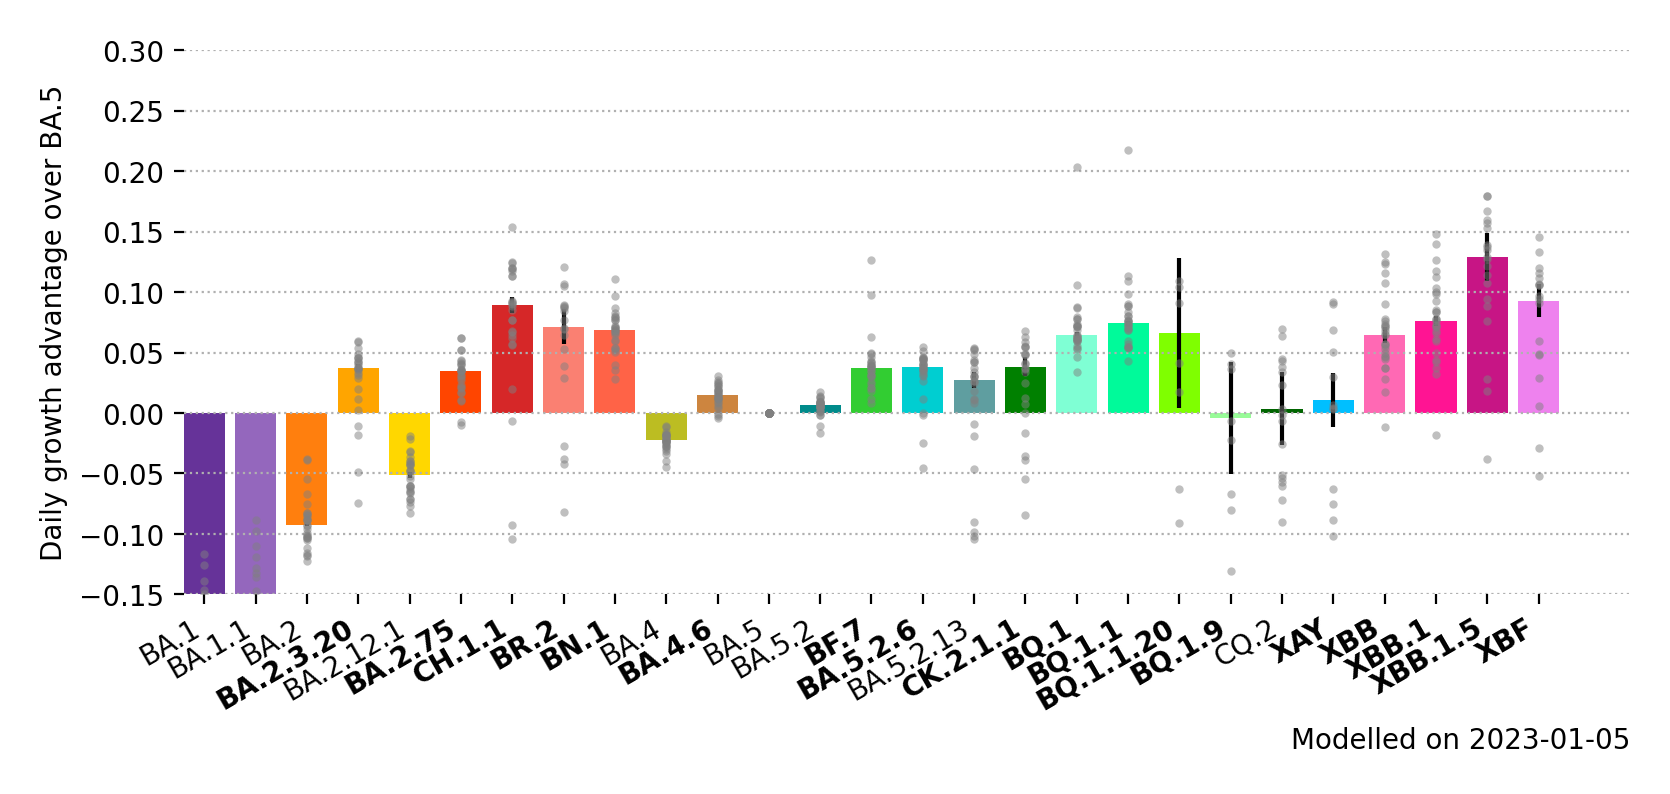 Daily growth advantage over BA.5
0.30
0.25
0.20
0.15
0.10
0.05
0.00
−0.05
−0.10
−0.15
BA.1
BA.1.1
BA.2
BA.2.3.20
BA.2.12.1
BA.2.75
CH.1.1
BR.2
BN.1
BA.4
BA.4.6
BA.5
BA.5.2
BF.7
BA.5.2.6
BA.5.2.13
CK.2.1.1
BQ.1
BQ.1.1
BQ.1.1.20
BQ.1.9
CQ.2
XAY
XBB
XBB.1
XBB.1.5
XBF
Modelled on 2023-01-05